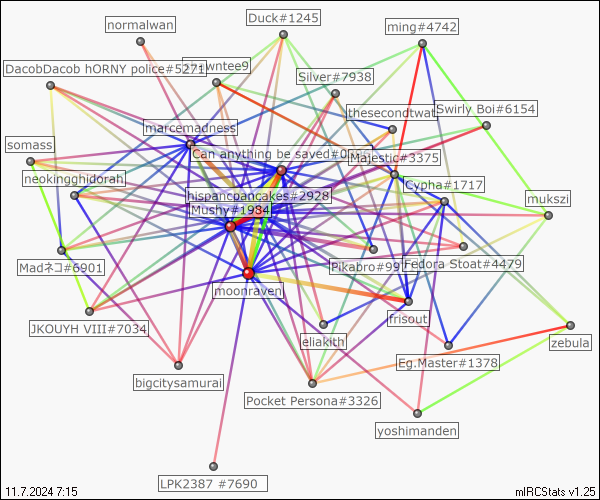 normalwan
Duck#1245
ming#4742
DacobDacob hORNY police#5271
wntee9
Silver#7938
thesecondtwat
Swirly Boi#6154
marcemadness
somass
Can anything be saved#0
Majestic#3375
neokingghidorah
Cypha#1717
hispancpancakes#2928
mukszi
Mushy#1984
Madネコ#6901
Pikabro#99
Fedora Stoat#4479
moonraven
JKOUYH VIII#7034
frisout
eliakith
zebula
Eg.Master#1378
bigcitysamurai
Pocket Persona#3326
yoshimanden
LPK2387 #7690
11.7.2024 7:15
mIRCStats v1.25